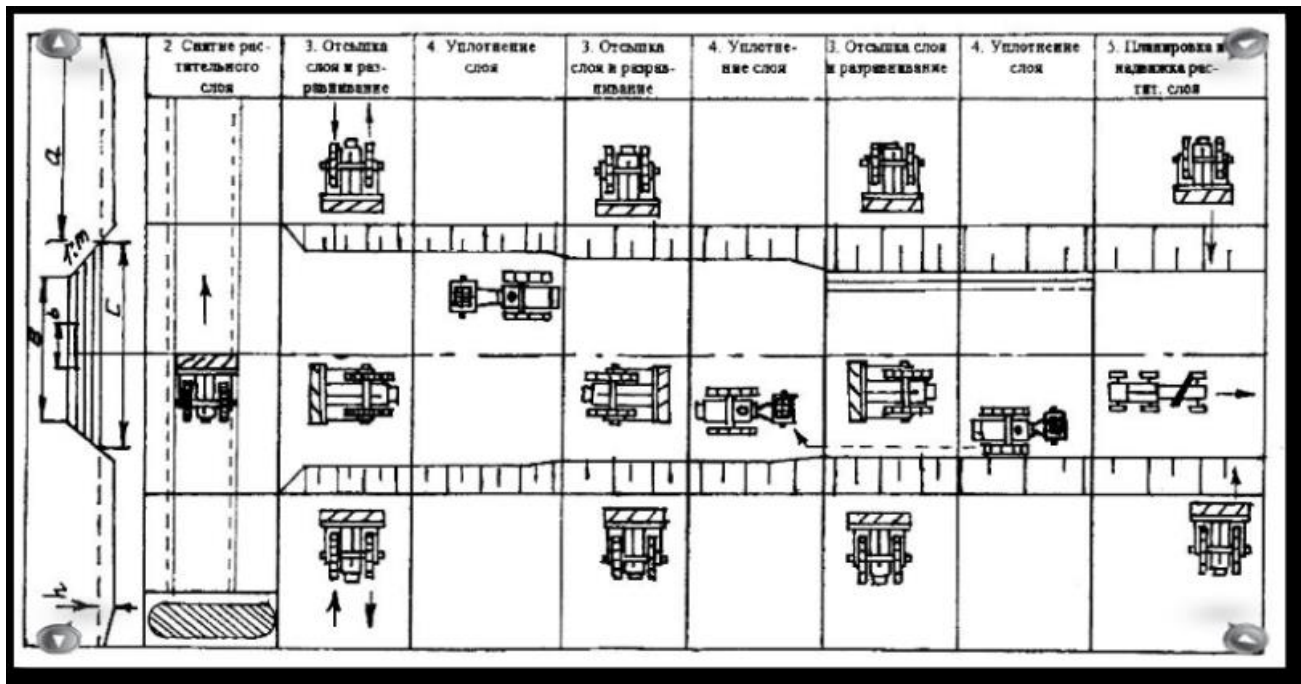 2 Снятие рас-
тительного
слоя
3. Отсыпка
слоя и раз-
равнивание
4. Уплотнение
слоя
3. Отсыпка
слоя и разрав-
нивание
4. Уплотне-
ние слоя
3. Отсыпка слоя
и разравнивание
4. Уплотнение
слоя
5. Планировка и
надвижка рас-
тит. слоя
a
1:m
B
b
C
h